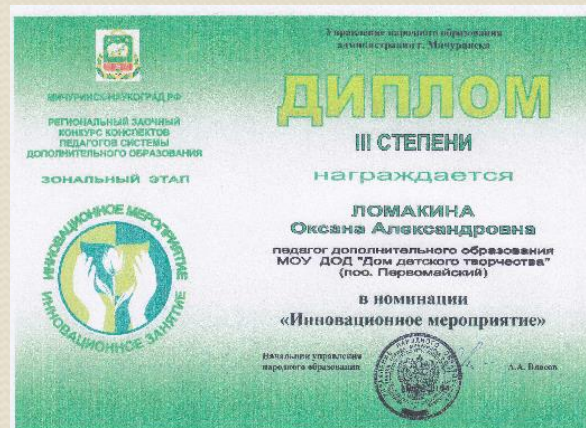 МИЧУРИНСК-НАУКОГРАД РФ
РЕГИОНАЛЬНЫЙ ЗАОЧНЫЙ
КОНКУРС КОНСПЕКТОВ
ПЕДАГОГОВ СИСТЕМЫ
ДОПОЛНИТЕЛЬНОГО ОБРАЗОВАНИЯ
ЗОНАЛЬНЫЙ ЭТАП
ИННОВАЦИОННОЕ МЕРОПРИЯТИЕ
ИННОВАЦИОННОЕ ЗАНЯТИЕ
Управление народного образования
администрации г. Мичуринска
ДИПЛОМ
III СТЕПЕНИ
награждается
ЛОМАКИНА
Оксана Александровна
педагог дополнительного образования
МОУ ДОД "Дом детского творчества"
(пос. Первомайский)
в номинации
«Инновационное мероприятие»
Начальник управления
народного образования
А.А. Власов